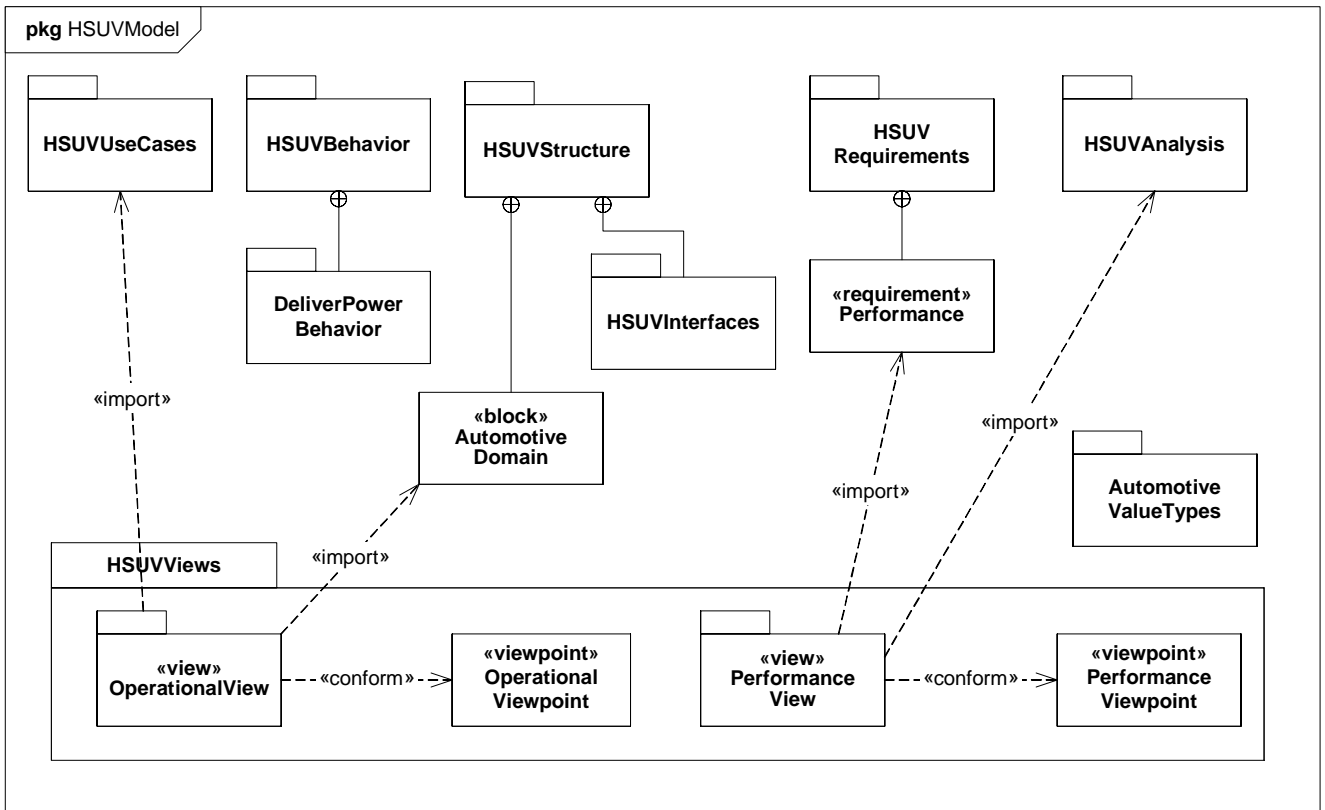 pkg HSUVModel
HSUVUseCases
HSUVBehavior
HSUVStructure
HSUV
Requirements
HSUVAnalysis
DeliverPower
Behavior
HSUVInterfaces
«requirement»
Performance
«import»
«block»
Automotive
Domain
«import»
«import»
Automotive
ValueTypes
«import»
HSUVViews
«view»
OperationalView
«conform»
«viewpoint»
Operational
Viewpoint
«view»
Performance
View
«conform»
«viewpoint»
Performance
Viewpoint